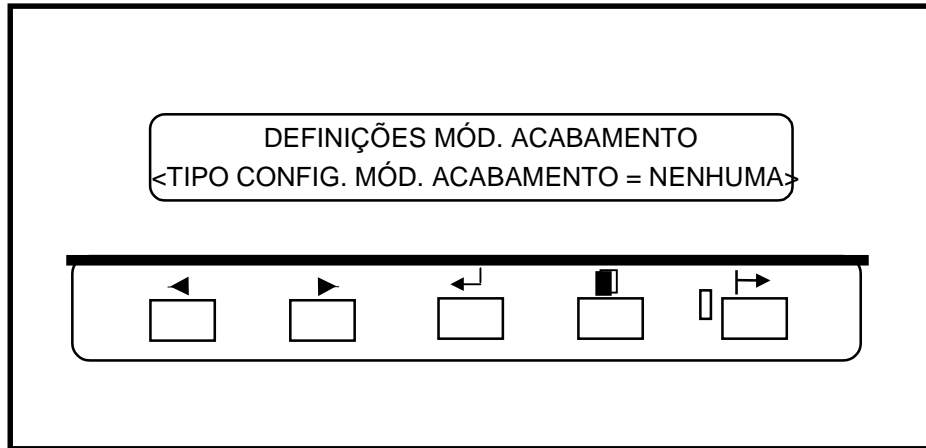 DEFINIÇÕES MÓD. ACABAMENTO
<TIPO CONFIG. MÓD. ACABAMENTO = NENHUMA>